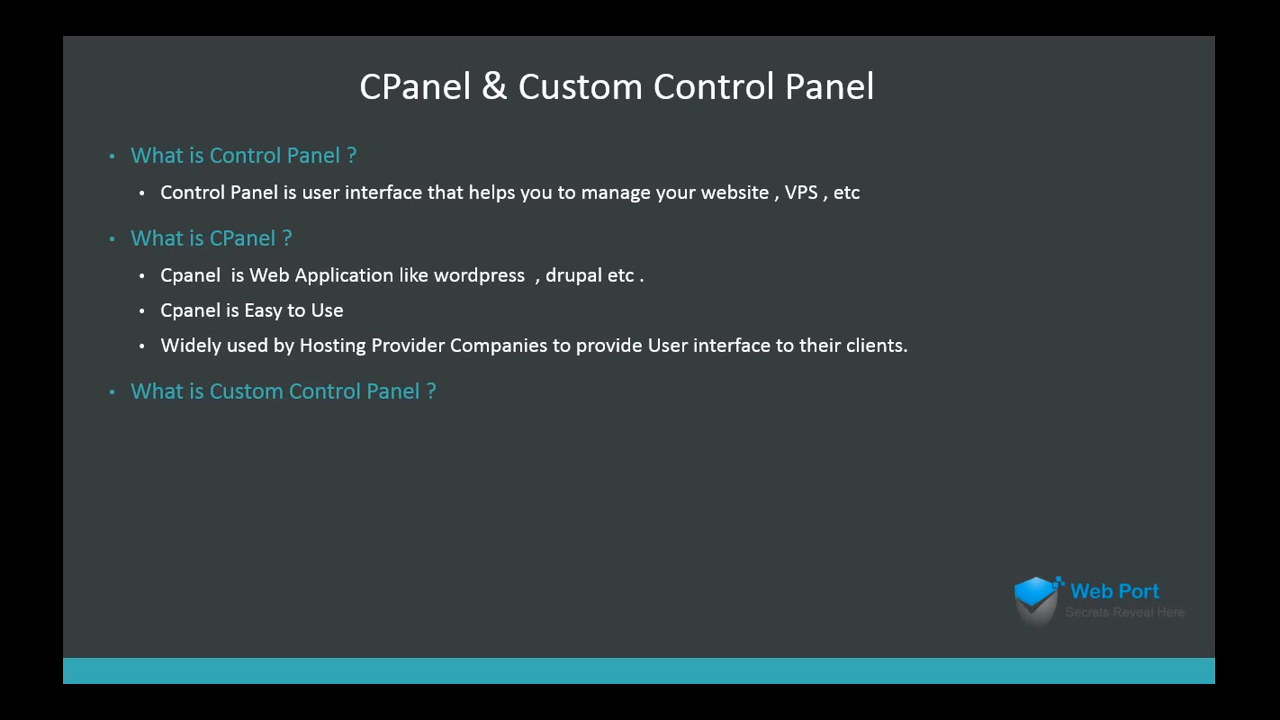 CPanel & Custom Control Panel
• What is Control Panel ?
• Control Panel is user interface that helps you to manage your website , VPS , etc
• What is CPanel ?
• Cpanel  is Web Application like wordpress  , drupal etc .
• Cpanel is Easy to Use
• Widely used by Hosting Provider Companies to provide User interface to their clients.
• What is Custom Control Panel ?
Web Port
Secrets Reveal Here